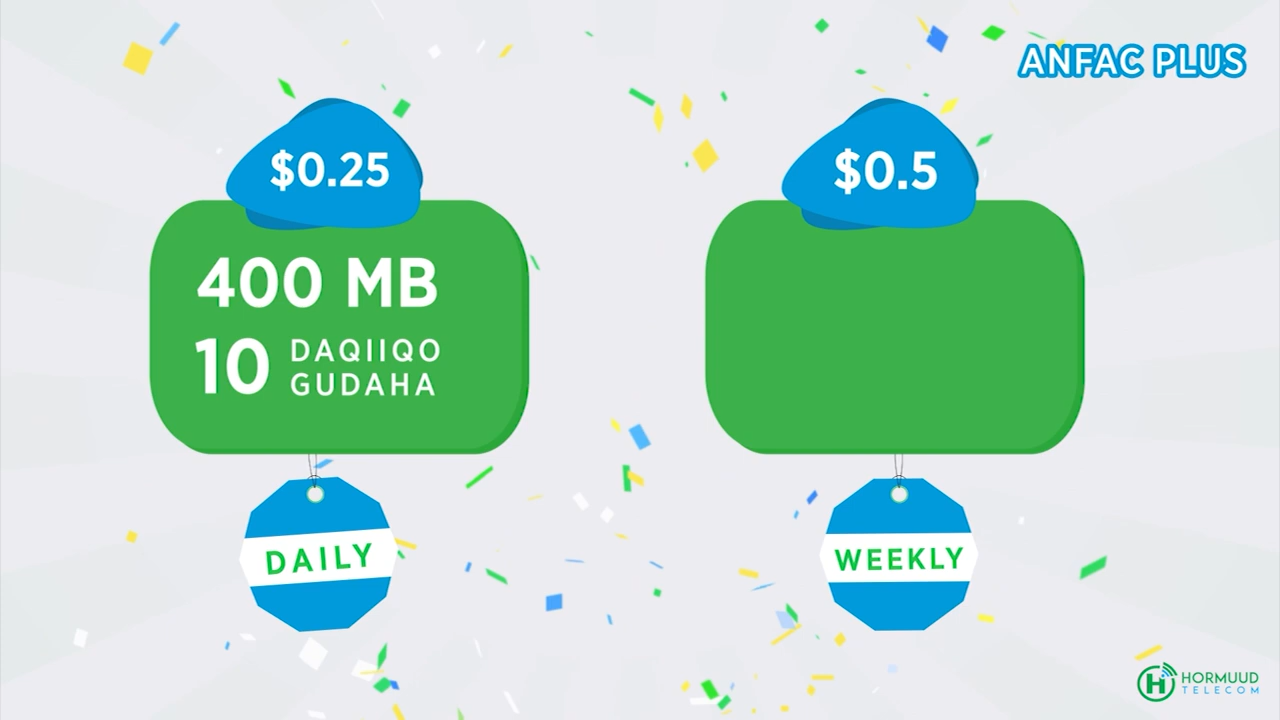 ANFAC PLUS
$0.25
400 MB
10 DAQIIQO
GUDAHA
DAILY
$0.5
WEEKLY
HORMUUD
TELECOM